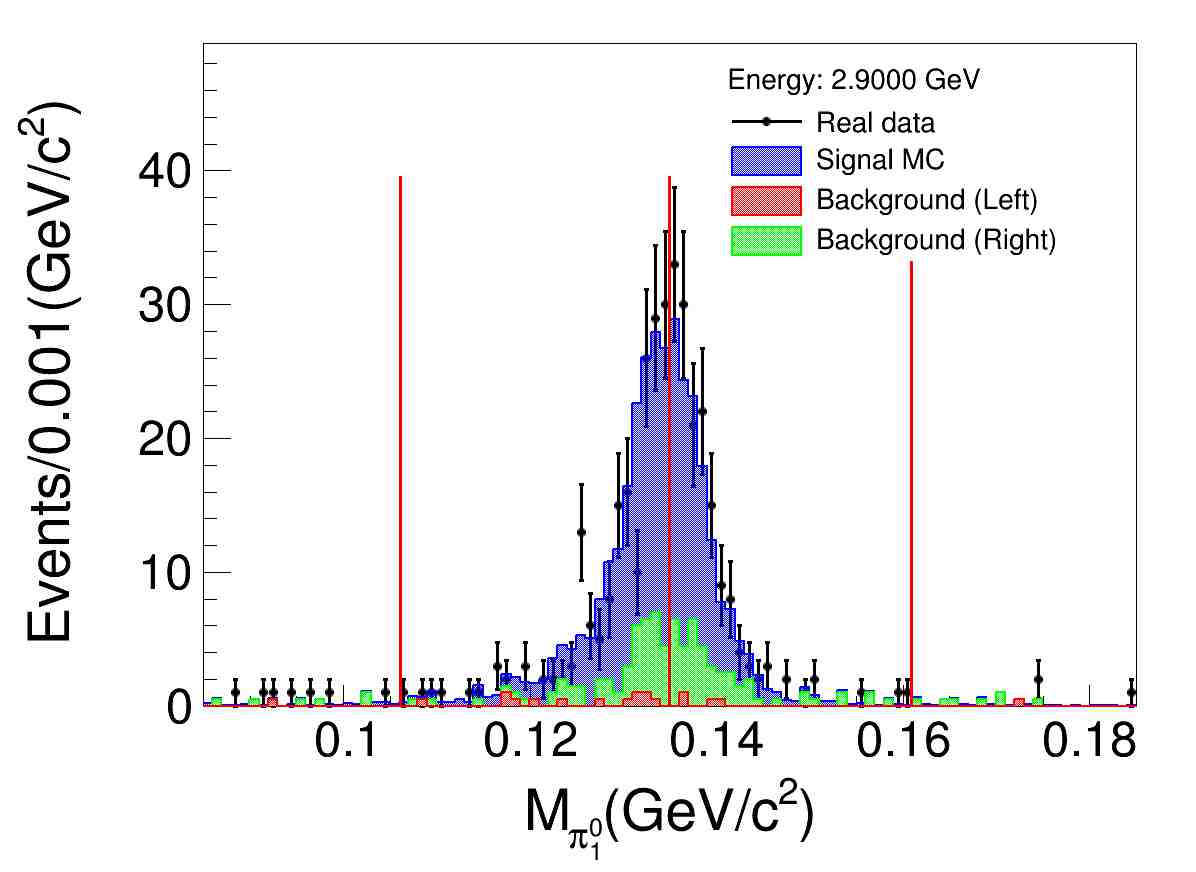 Energy: 2.9000 GeV
Real data
Signal MC
Background (Left)
Background (Right)
Events/0.001(GeV/c²)
40
30
20
10
0
0.1 0.12 0.14 0.16 0.18
M_{π⁰₁}(GeV/c²)